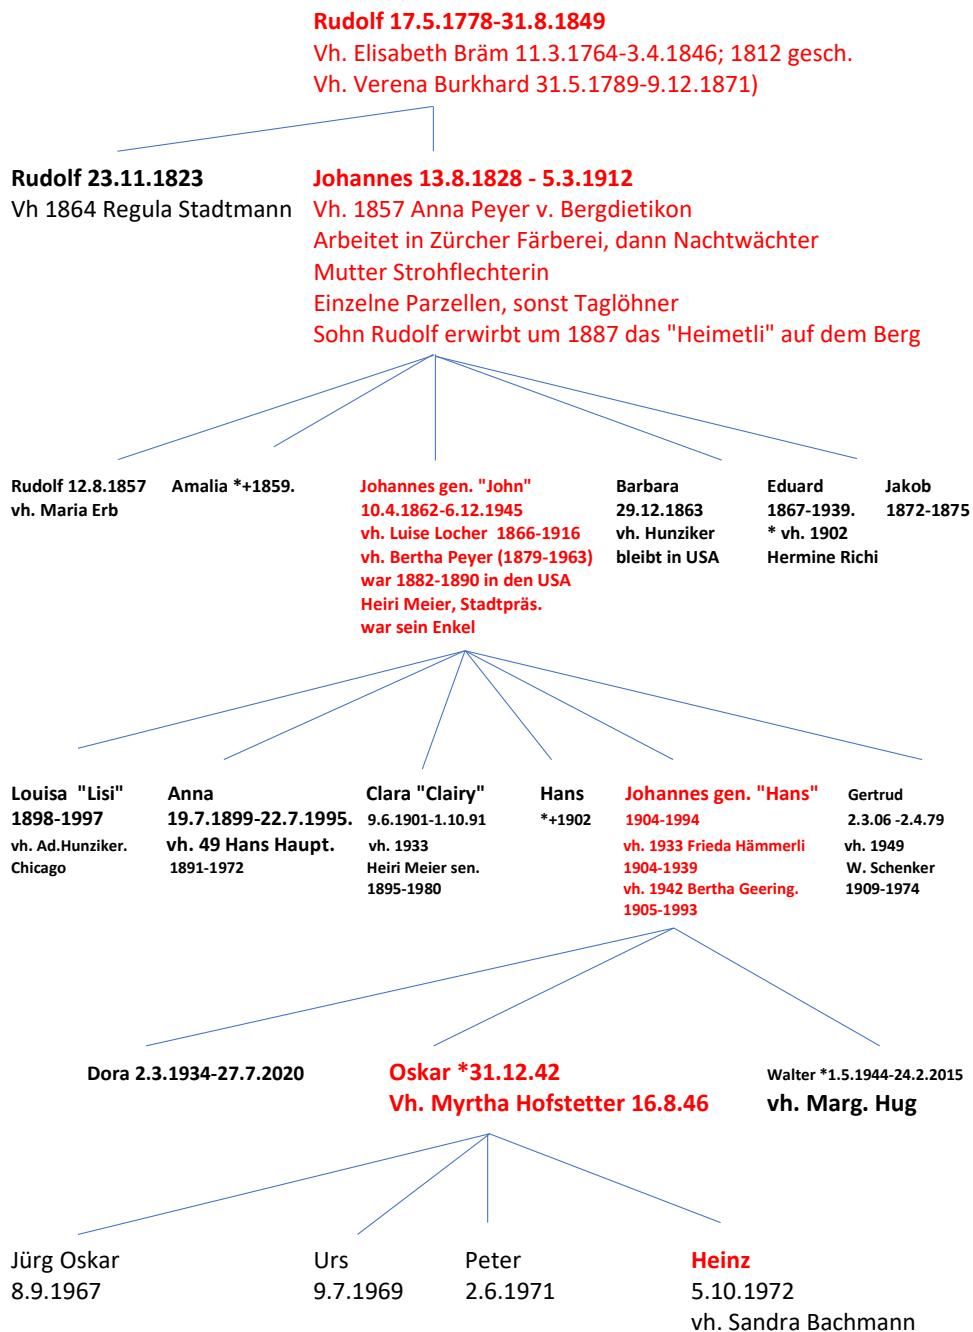 Rudolf 17.5.1778-31.8.1849
Vh. Elisabeth Bräm 11.3.1764-3.4.1846; 1812 gesch.
Vh. Verena Burkhard 31.5.1789-9.12.1871)
Rudolf 23.11.1823
Vh 1864 Regula Stadtmann
Johannes 13.8.1828 - 5.3.1912
Vh. 1857 Anna Peyer v. Bergdietikon
Arbeitet in Zürcher Färberei, dann Nachtwächter
Mutter Strohflechterin
Einzelne Parzellen, sonst Taglöhner
Sohn Rudolf erwirbt um 1887 das "Heimetli" auf dem Berg
Rudolf 12.8.1857
vh. Maria Erb
Amalia *+1859.
Johannes gen. "John"
10.4.1862-6.12.1945
vh. Luise Locher 1866-1916
vh. Bertha Peyer (1879-1963)
war 1882-1890 in den USA
Heiri Meier, Stadtpräs.
war sein Enkel
Barbara
29.12.1863
vh. Hunziker
bleibt in USA
Eduard
1867-1939.
* vh. 1902
Hermine Richi
Jakob
1872-1875
Louisa "Lisi"
1898-1997
vh. Ad.Hunziker.
Chicago
Anna
19.7.1899-22.7.1995.
vh. 49 Hans Haupt.
1891-1972
Clara "Clairy"
9.6.1901-1.10.91
vh. 1933
Heiri Meier sen.
1895-1980
Hans
*+1902
Johannes gen. "Hans"
1904-1994
vh. 1933 Frieda Hämmerli
1904-1939
vh. 1942 Bertha Geering.
1905-1993
Gertrud
2.3.06 -2.4.79
vh. 1949
W. Schenker
1909-1974
Dora 2.3.1934-27.7.2020
Oskar *31.12.42
Vh. Myrtha Hofstetter 16.8.46
Walter *1.5.1944-24.2.2015
vh. Marg. Hug
Jürg Oskar
8.9.1967
Urs
9.7.1969
Peter
2.6.1971
Heinz
5.10.1972
vh. Sandra Bachmann